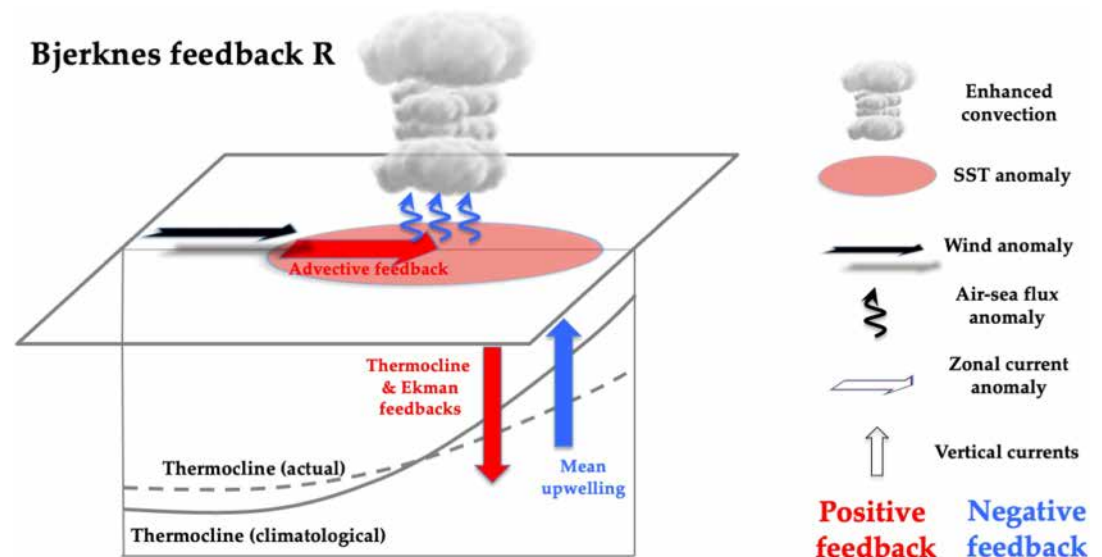 Bjerknes feedback R
Advective feedback
Thermocline
& Ekman
feedbacks
Mean
upwelling
Thermocline (actual)
Thermocline (climatological)
Enhanced
convection
SST anomaly
Wind anomaly
Air-sea flux
anomaly
Zonal current
anomaly
Vertical currents
Positive
feedback
Negative
feedback